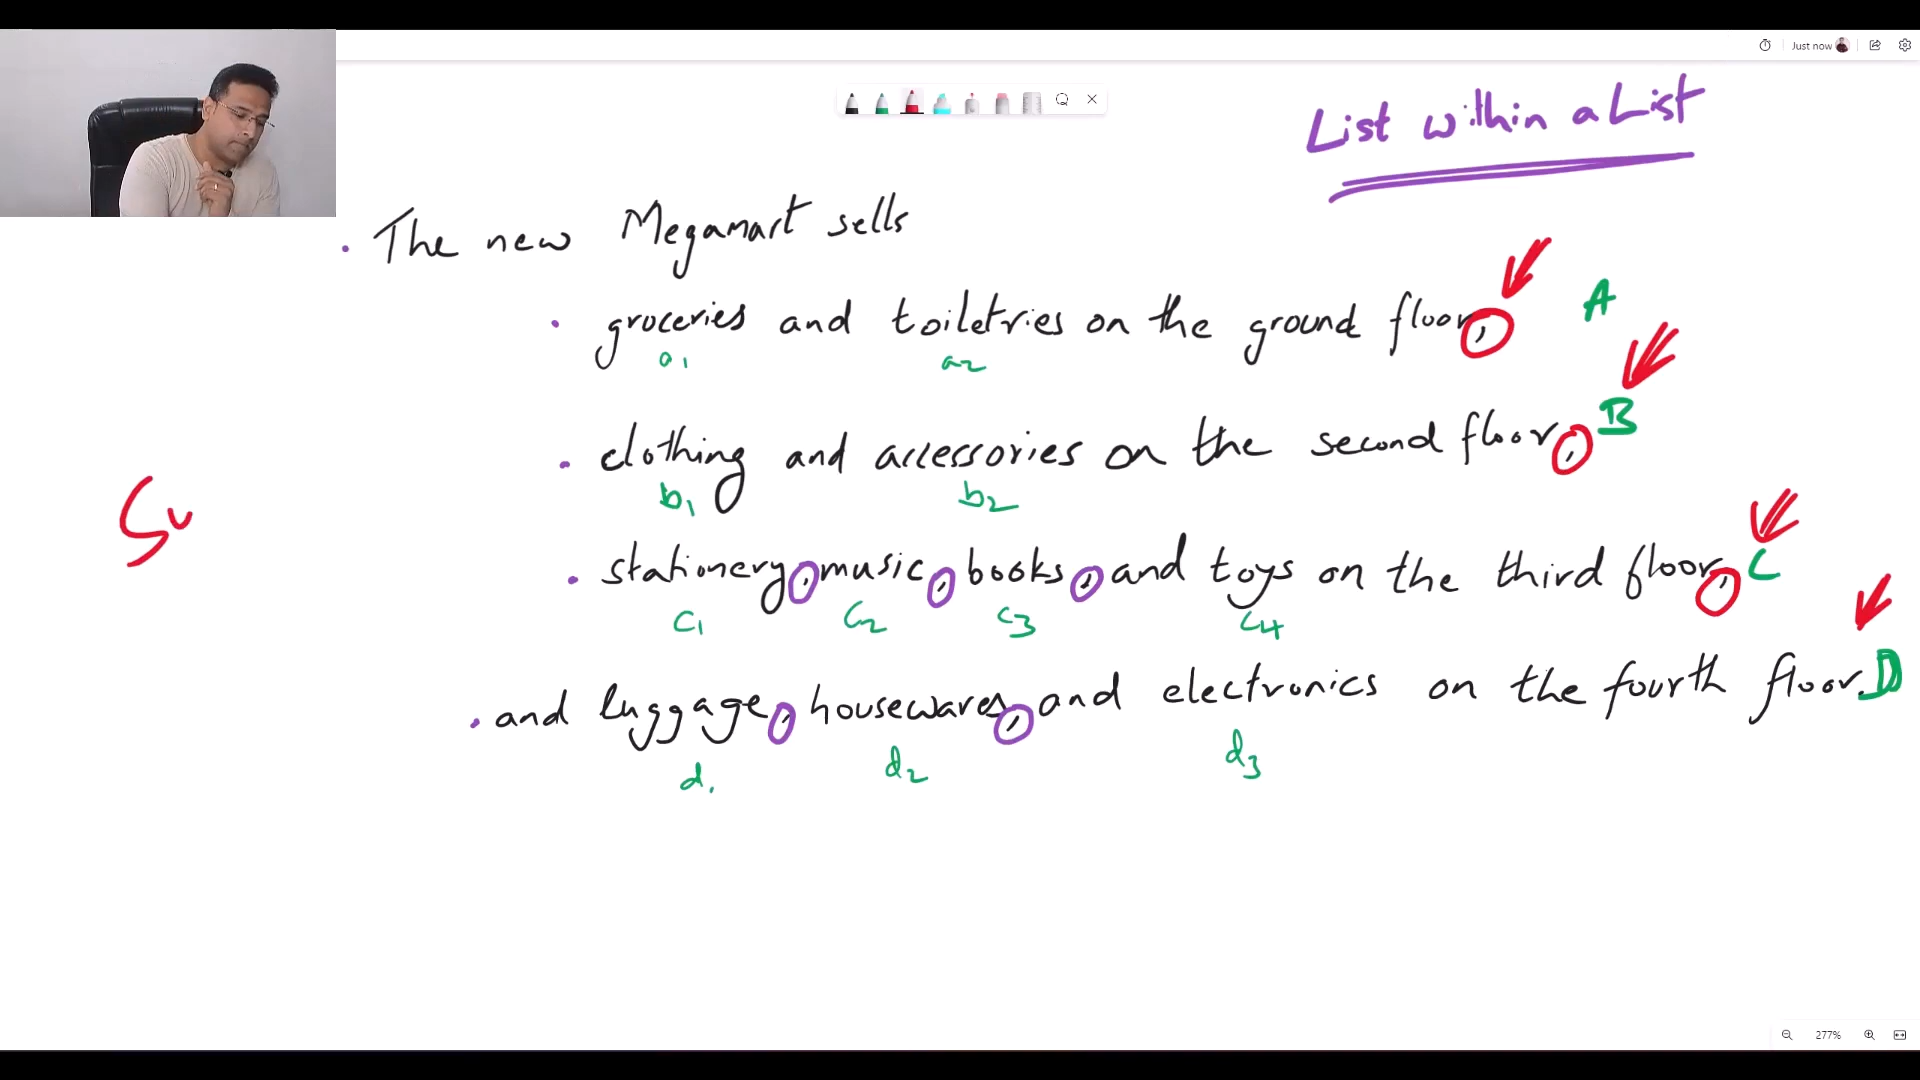 Just now
List within a List
• The new Megamart sells
• groceries and toiletries on the ground floor, A
a1 a2
• clothing and accessories on the second floor, B
b1 b2
Su
• stationery, music, books, and toys on the third floor, C
c1 c2 c3 c4
• and luggage, housewares, and electronics on the fourth floor. D
d1 d2 d3
277%